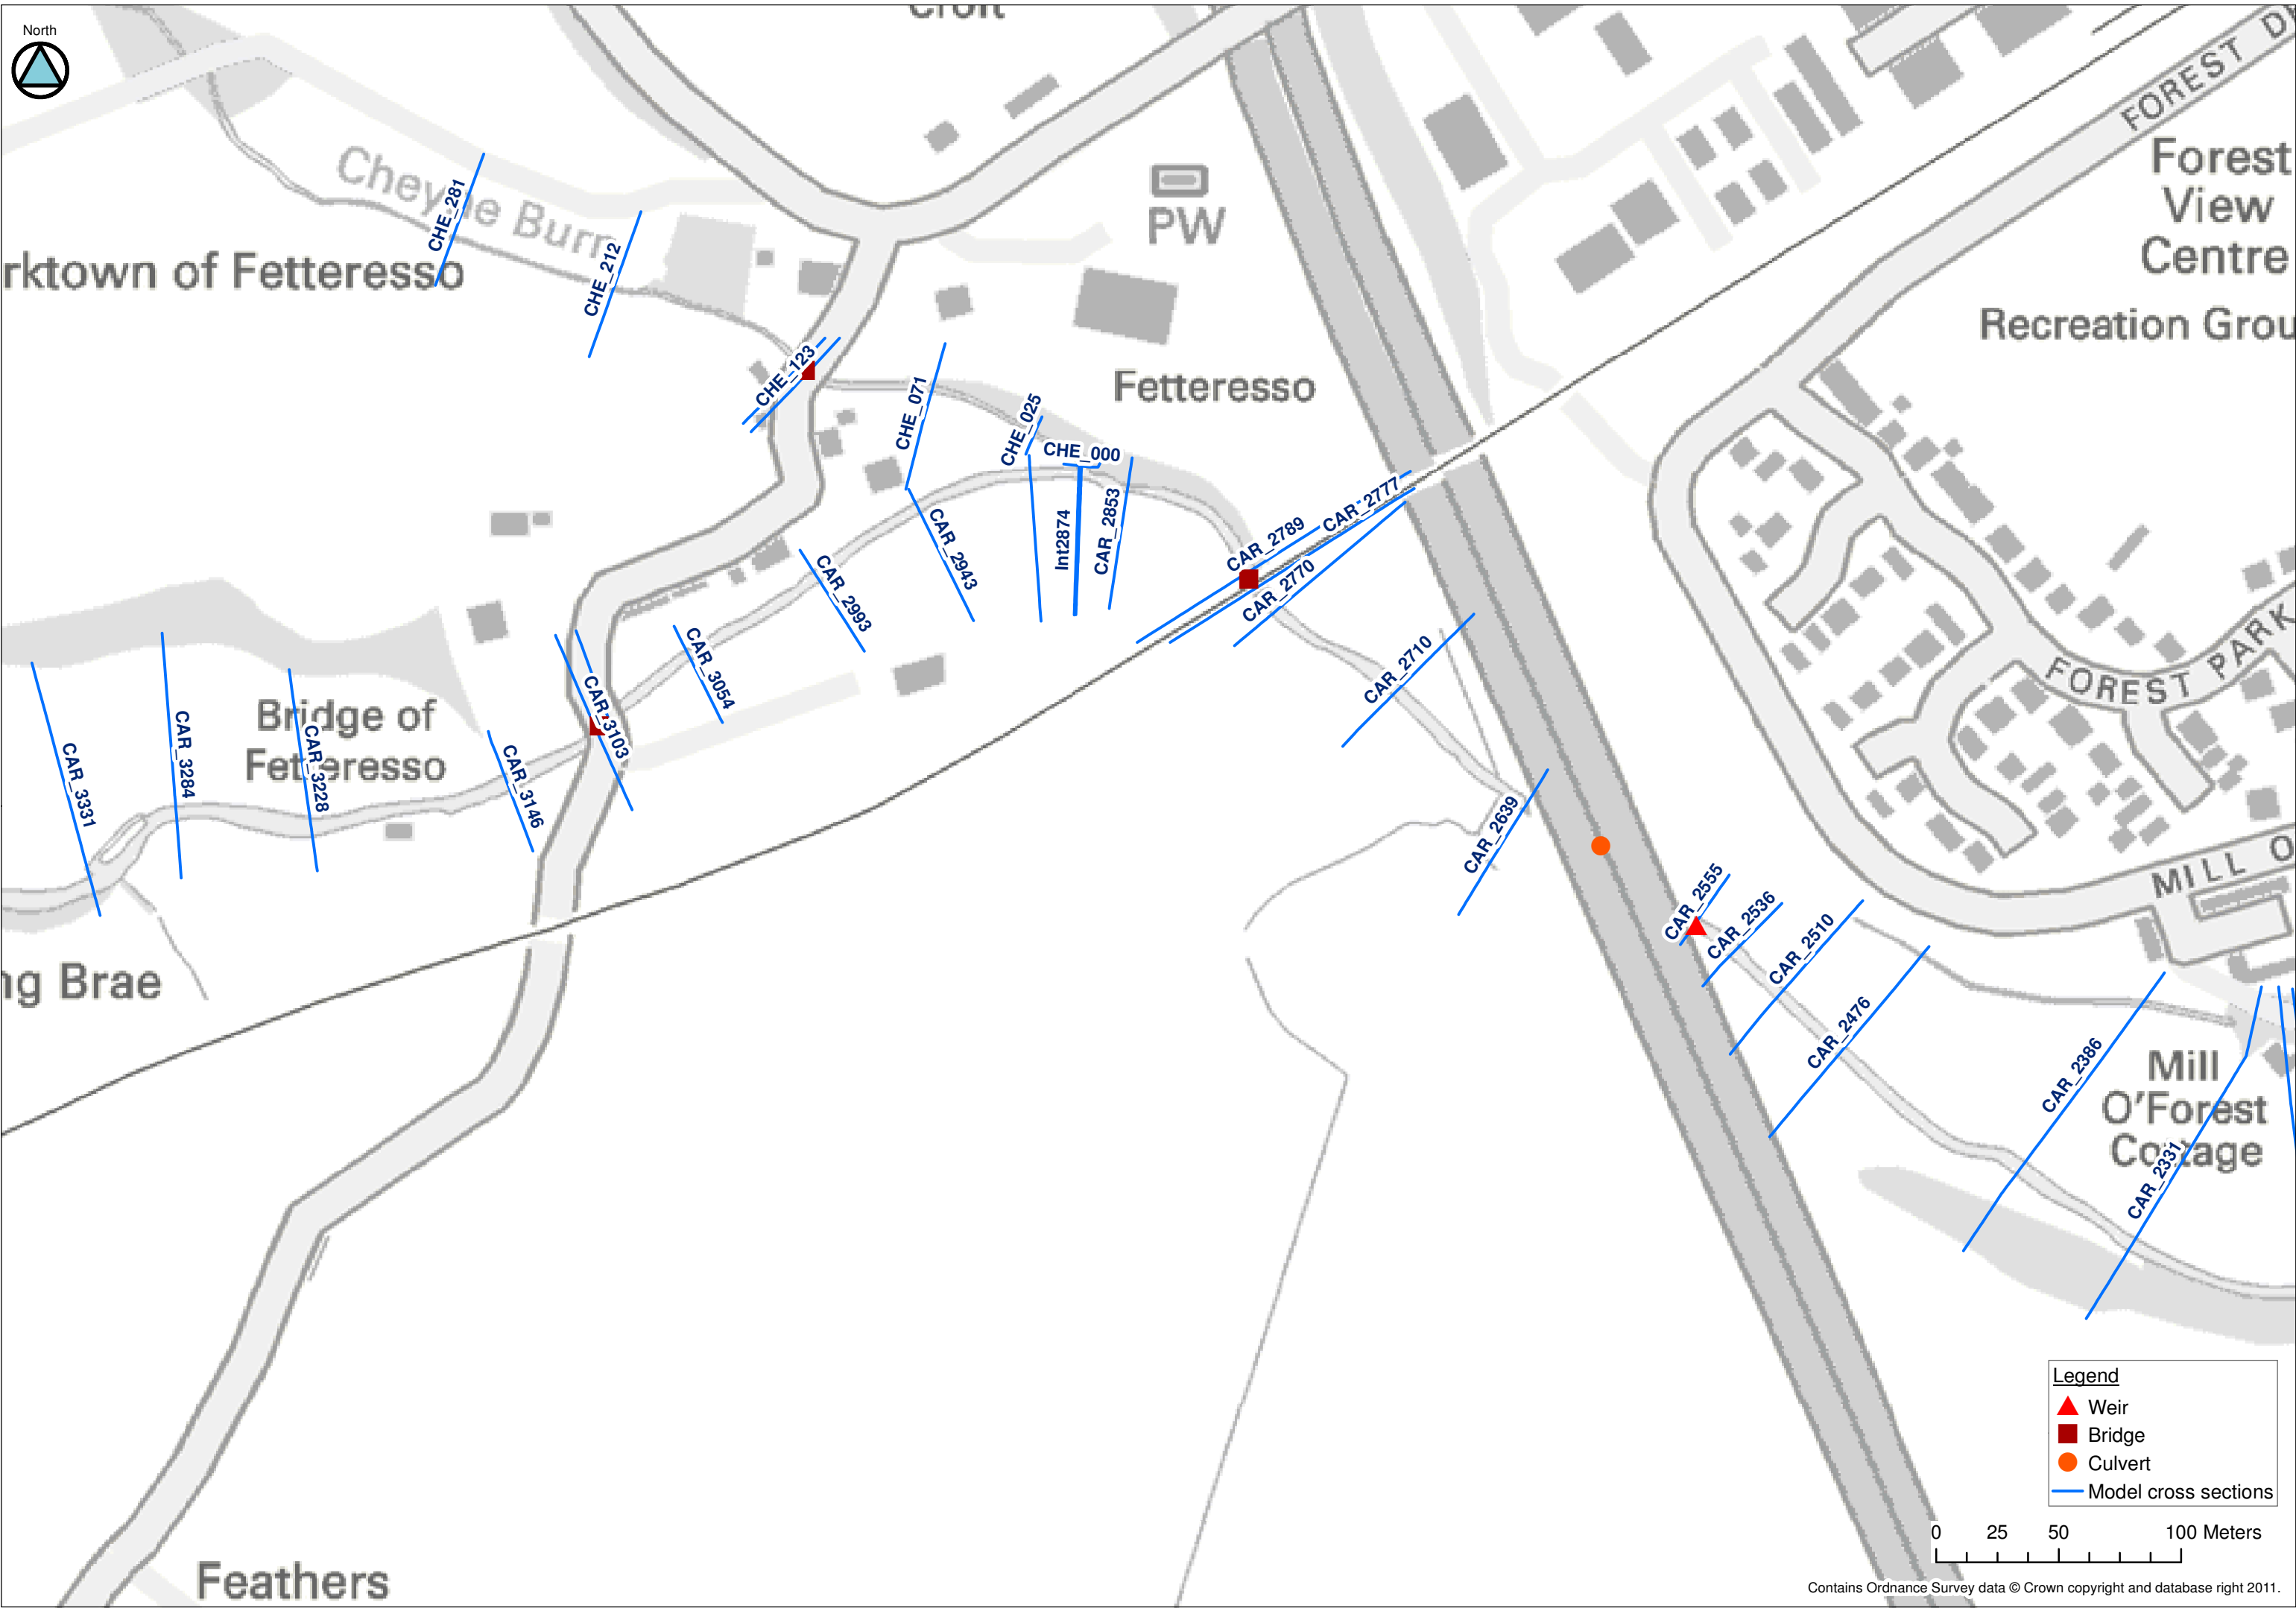 North
Croft
FOREST D
Forest
View
Centre
Recreation Grou
Cheyne Burn
CHE_281
CHE_212
PW
rktown of Fetteresso
CHE_123
CHE_071
CHE_025
CHE_000
Fetteresso
CAR_2943
Int2874
CAR_2853
CAR_2789
CAR_2777
CAR_2770
CAR_2993
CAR_3054
CAR_3103
CAR_2710
FOREST PARK
Bridge of
Fetteresso
CAR_3331
CAR_3284
CAR_3228
CAR_3146
CAR_2639
MILL O
CAR_2555
CAR_2536
CAR_2510
CAR_2476
ng Brae
CAR_2386
CAR_2331
Mill
O'Forest
Cottage
Feathers
Legend
Weir
Bridge
Culvert
Model cross sections
0 25 50 100 Meters
Contains Ordnance Survey data © Crown copyright and database right 2011.